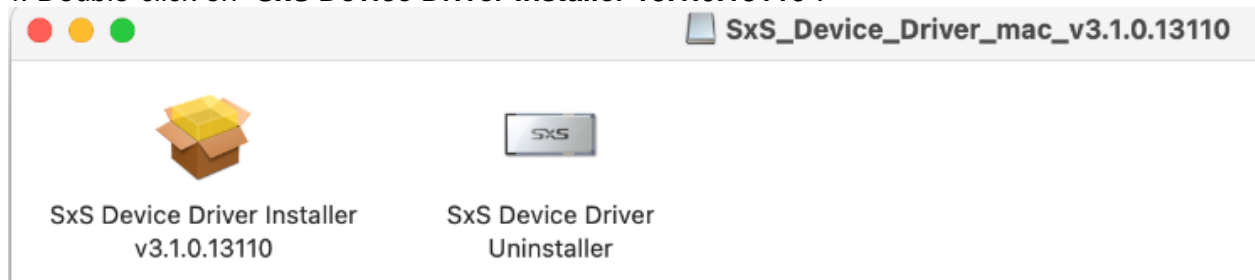 SxS_Device_Driver_mac_v3.1.0.13110
SxS
SxS Device Driver Installer
v3.1.0.13110
SxS Device Driver
Uninstaller